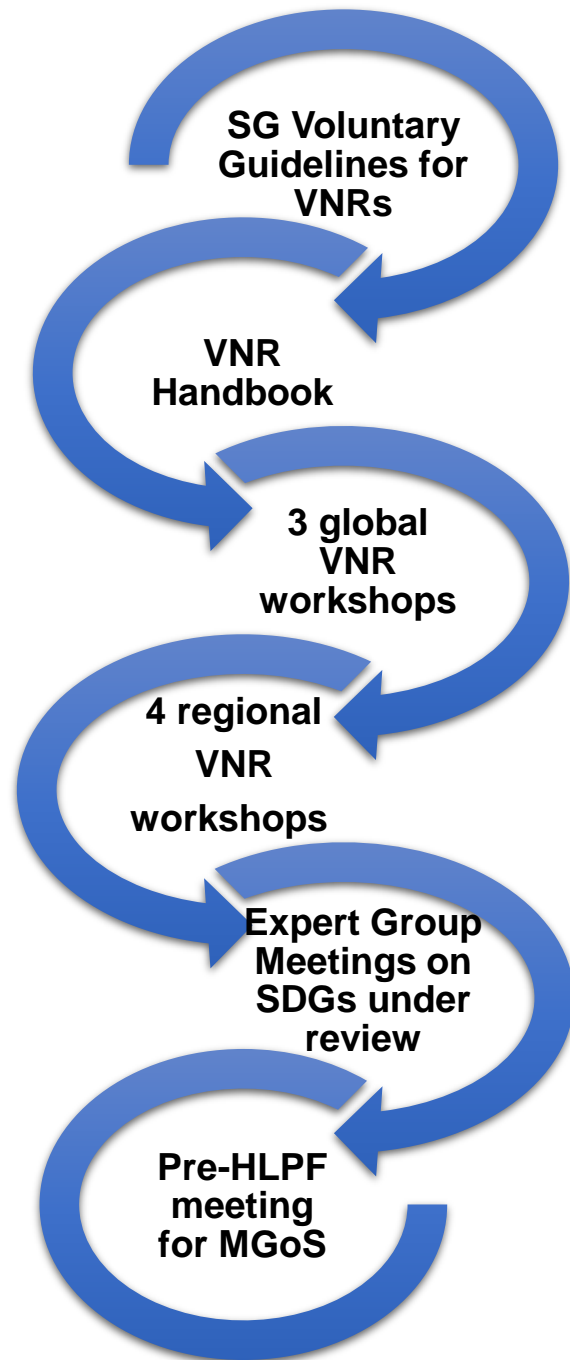 SG Voluntary
Guidelines for
VNRs
VNR
Handbook
3 global
VNR
workshops
4 regional
VNR
workshops
Expert Group
Meetings on
SDGs under
review
Pre-HLPF
meeting
for MGoS